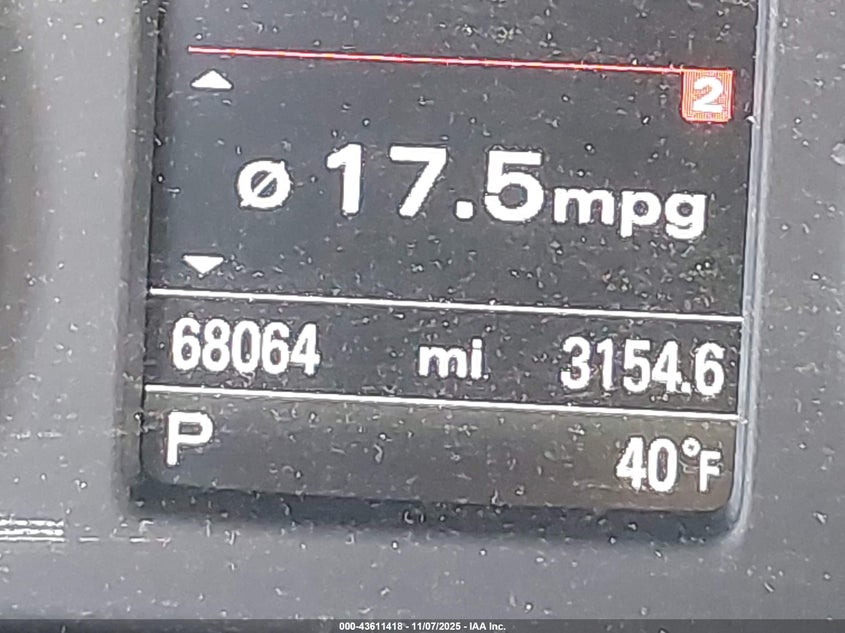 2
ø 17.5mpg
68064 mi 3154.6
P 40°F
000-43611418 - 11/07/2025 - IAA Inc.